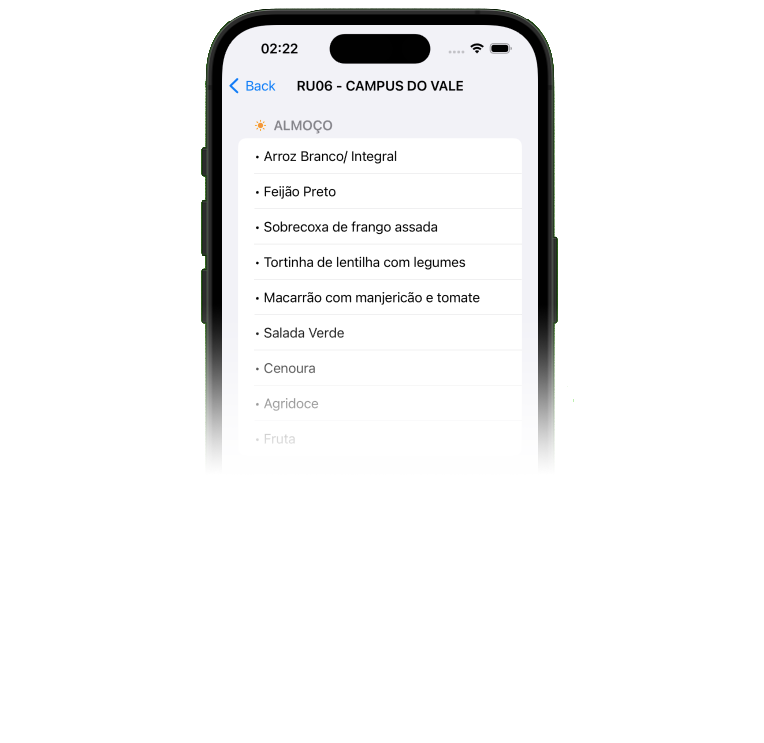 02:22
Back
RU06 - CAMPUS DO VALE
ALMOÇO
• Arroz Branco/ Integral
• Feijão Preto
• Sobrecoxa de frango assada
• Tortinha de lentilha com legumes
• Macarrão com manjericão e tomate
• Salada Verde
• Cenoura
• Agridoce
• Fruta